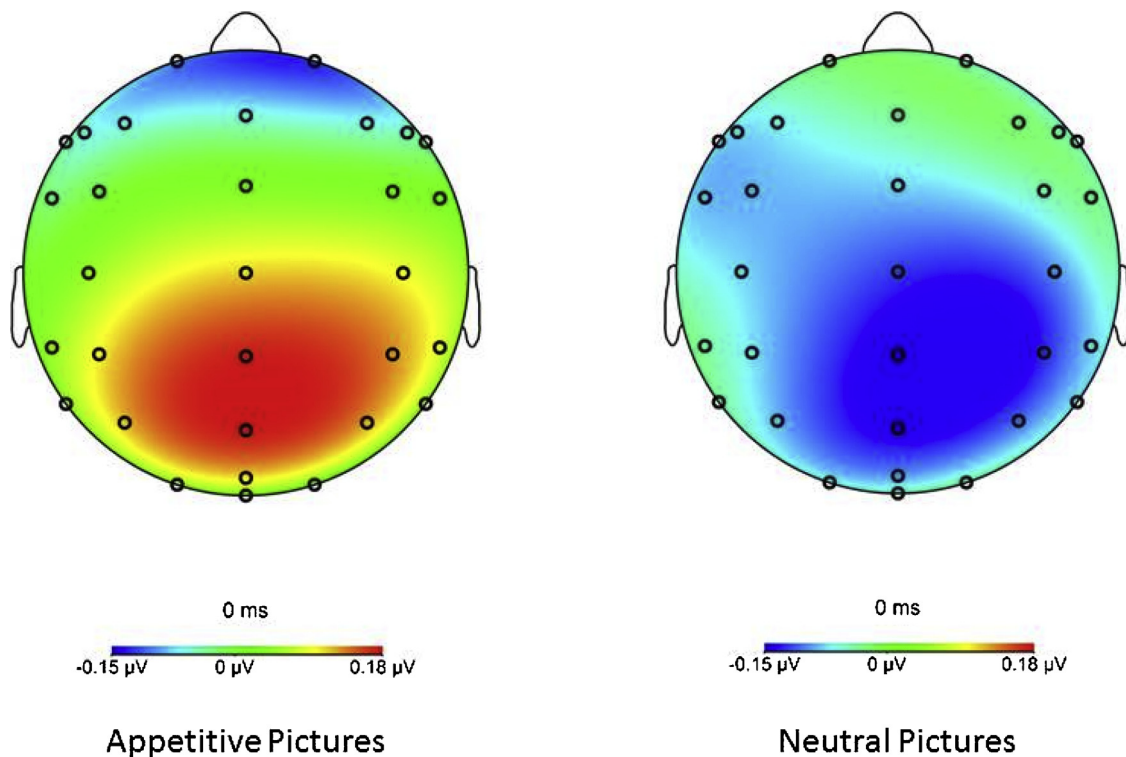 0 ms
0 ms
-0.15 µV 0 µV 0.18 µV
-0.15 µV 0 µV 0.18 µV
Appetitive Pictures
Neutral Pictures